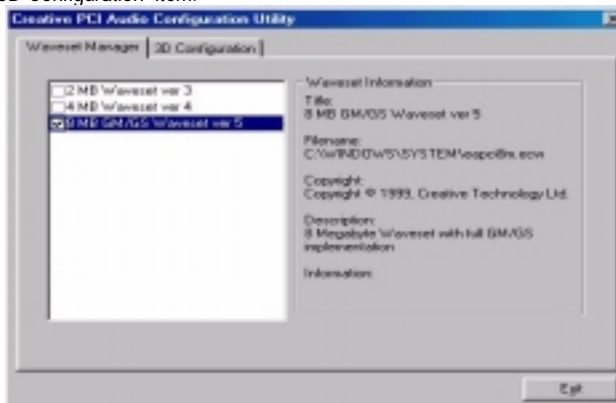 3D Configuration item.
Creative PCI Audio Configuration Utility
Waveset Manager
3D Configuration
2 MB Waveset ver 3
4 MB Waveset ver 4
8 MB GM/GS Waveset ver 5
Waveset Information
Title:
8 MB GM/GS Waveset ver 5
Filename:
C:\WINDOWS\SYSTEM\eapci8m.ecw
Copyright:
Copyright © 1999, Creative Technology Ltd.
Description:
8 Megabyte Waveset with full GM/GS
implementation
Information:
Exit